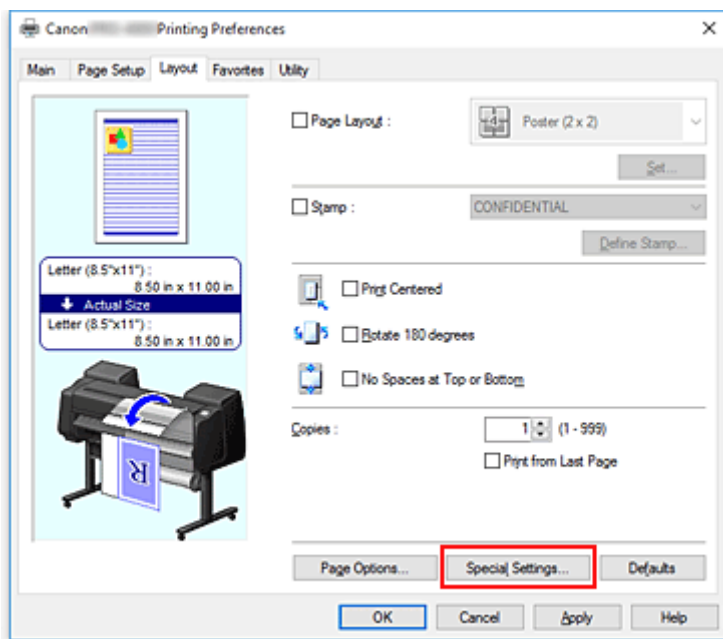 Canon Printing Preferences
Main Page Setup Layout Favorites Utility
Page Layout :
4
Poster (2 x 2)
Set...
Stamp :
CONFIDENTIAL
Define Stamp...
Letter (8.5"x11") :
8.50 in x 11.00 in
Actual Size
Letter (8.5"x11") :
8.50 in x 11.00 in
R
Print Centered
Rotate 180 degrees
No Spaces at Top or Bottom
Copies :
1 (1 - 999)
Print from Last Page
Page Options... Special Settings... Defaults
OK Cancel Apply Help